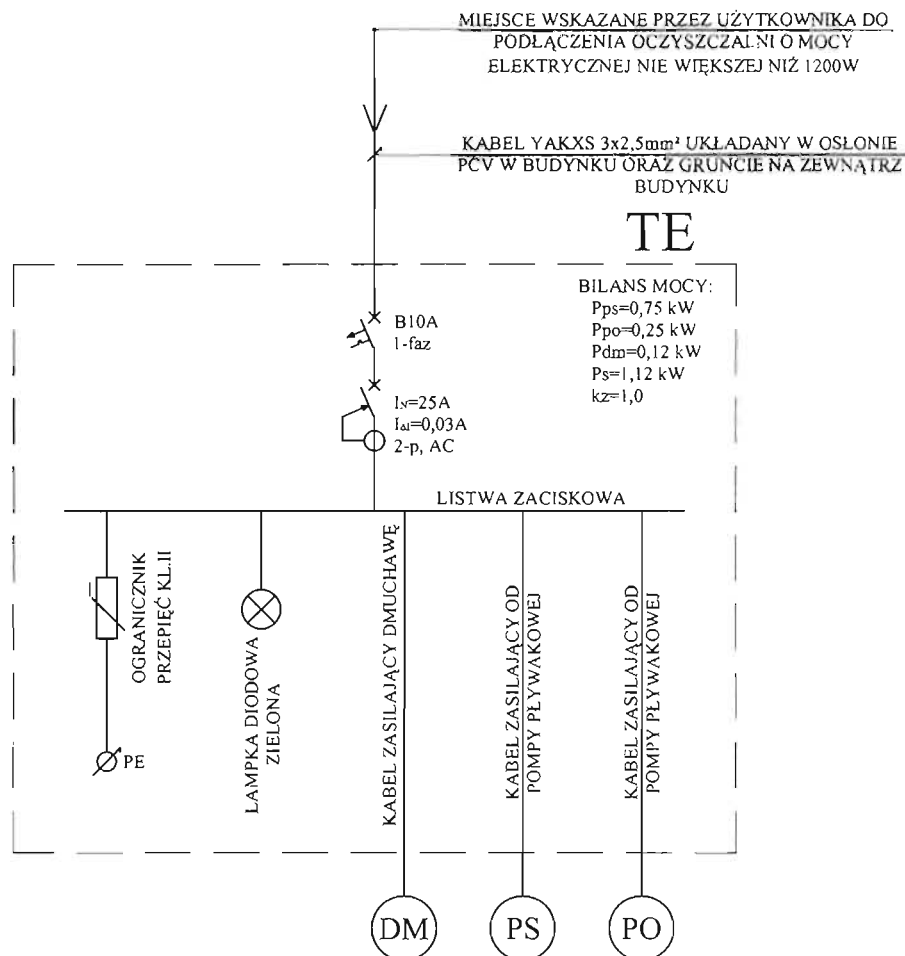 MIEJSCE WSKAZANE PRZEZ UŻYTKOWNIKA DO
PODŁĄCZENIA OCZYSZCZALNI O MOCY
ELEKTRYCZNEJ NIE WIĘKSZEJ NIŻ 1200W
KABEL YAKXS 3x2,5mm² UKŁADANY W OSŁONIE
PCV W BUDYNKU ORAZ GRUNCIE NA ZEWNĄTRZ
BUDYNKU
TE
BILANS MOCY:
Pps=0,75 kW
Ppo=0,25 kW
Pdm=0,12 kW
Ps=1,12 kW
kz=1,0
B10A
1-faz
IN=25A
IΔI=0,03A
2-p, AC
LISTWA ZACISKOWA
OGRANICZNIK
PRZEPIĘĆ KL.II
PE
LAMPKA DIODOWA
ZIELONA
KABEL ZASILAJĄCY DMUCHAWĘ
KABEL ZASILAJĄCY OD
POMPY PŁYWAKOWEJ
KABEL ZASILAJĄCY OD
POMPY PŁYWAKOWEJ
DM
PS
PO